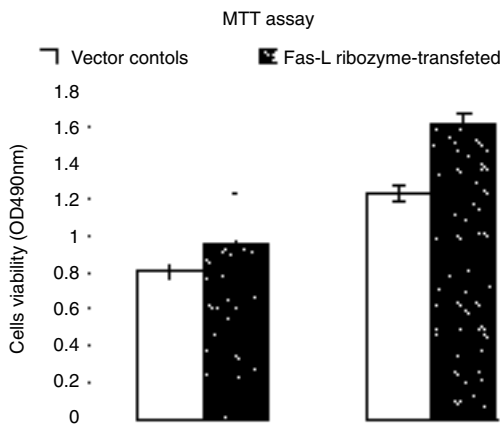 MTT assay
Vector contols
Fas-L ribozyme-transfeted
Cells viability (OD490nm)
1.8
1.6
1.4
1.2
1
0.8
0.6
0.4
0.2
0